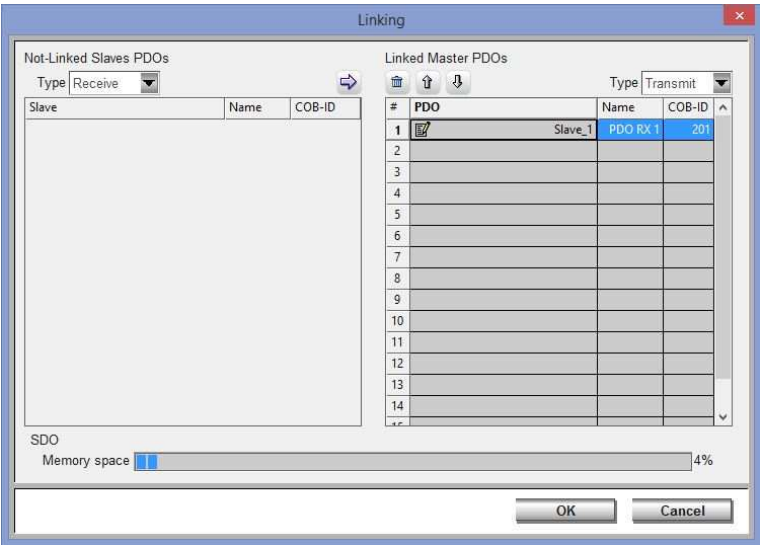 Linking
Not-Linked Slaves PDOs
Type Receive
Slave Name COB-ID
Linked Master PDOs
Type Transmit
# PDO Name COB-ID
1 Slave_1 PDO RX 1 201
2
3
4
5
6
7
8
9
10
11
12
13
14
15
SDO
Memory space 4%
OK Cancel